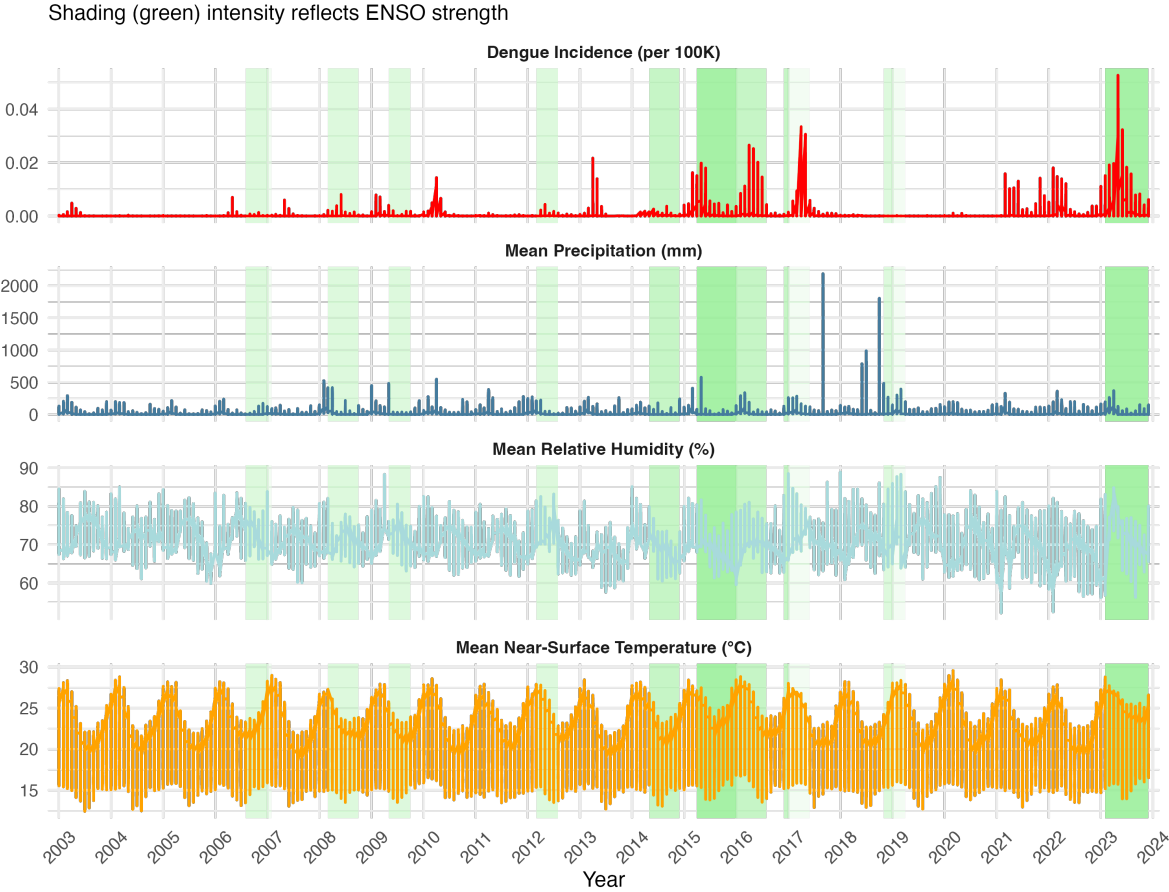 Shading (green) intensity reflects ENSO strength
Dengue Incidence (per 100K)
0.04
0.02
0.00
Mean Precipitation (mm)
2000
1500
1000
500
0
Mean Relative Humidity (%)
90
80
70
60
Mean Near-Surface Temperature (°C)
30
25
20
15
2003 2004 2005 2006 2007 2008 2009 2010 2011 2012 2013 2014 2015 2016 2017 2018 2019 2020 2021 2022 2023 2024
Year